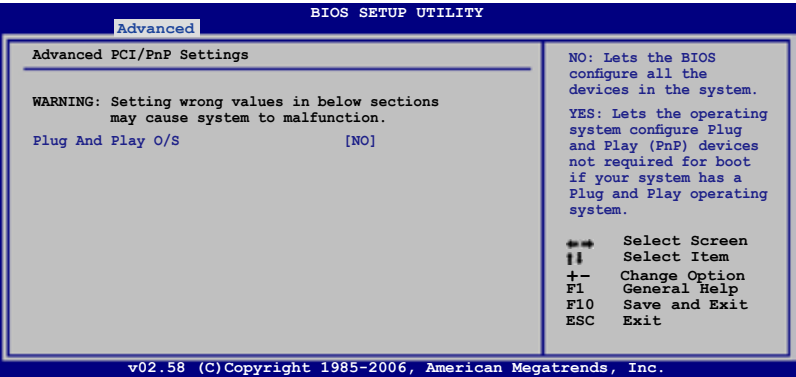 BIOS SETUP UTILITY
Advanced
Advanced PCI/PnP Settings
WARNING: Setting wrong values in below sections
may cause system to malfunction.
Plug And Play O/S [NO]
NO: Lets the BIOS
configure all the
devices in the system.
YES: Lets the operating
system configure Plug
and Play (PnP) devices
not required for boot
if your system has a
Plug and Play operating
system.
←→ Select Screen
↑↓ Select Item
+- Change Option
F1 General Help
F10 Save and Exit
ESC Exit
v02.58 (C)Copyright 1985-2006, American Megatrends, Inc.